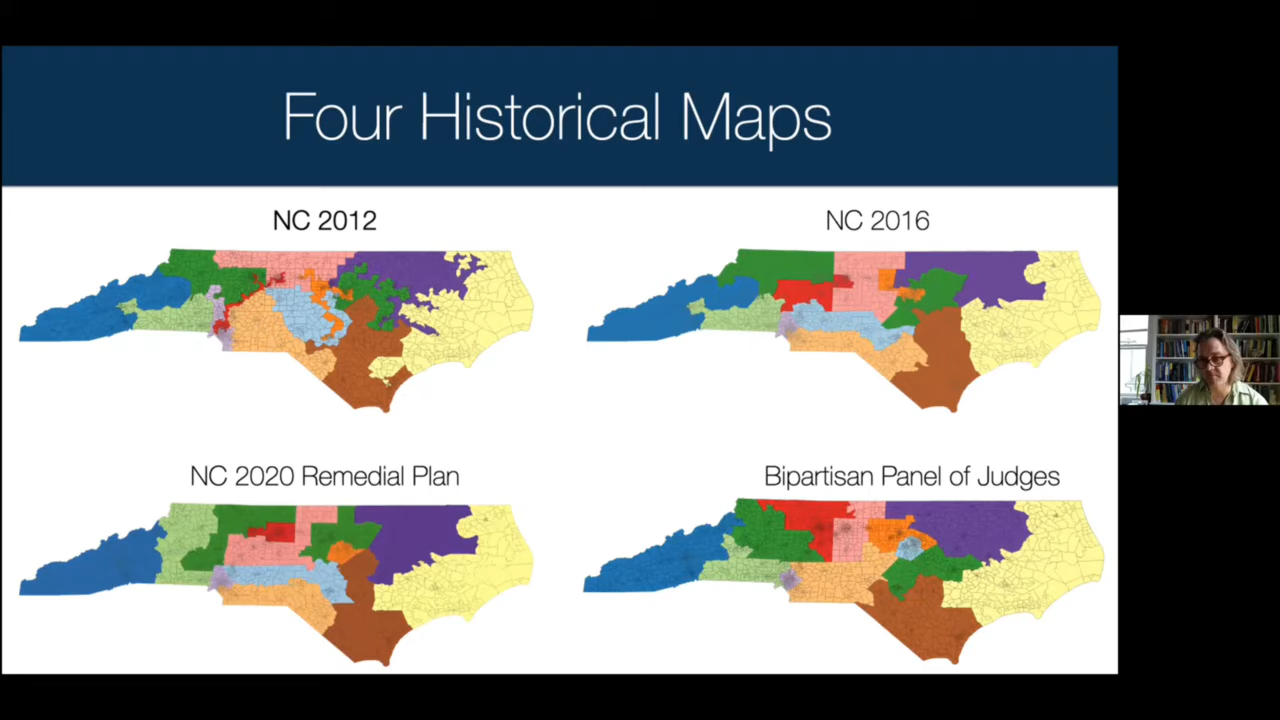 Four Historical Maps
NC 2012
NC 2016
NC 2020 Remedial Plan
Bipartisan Panel of Judges